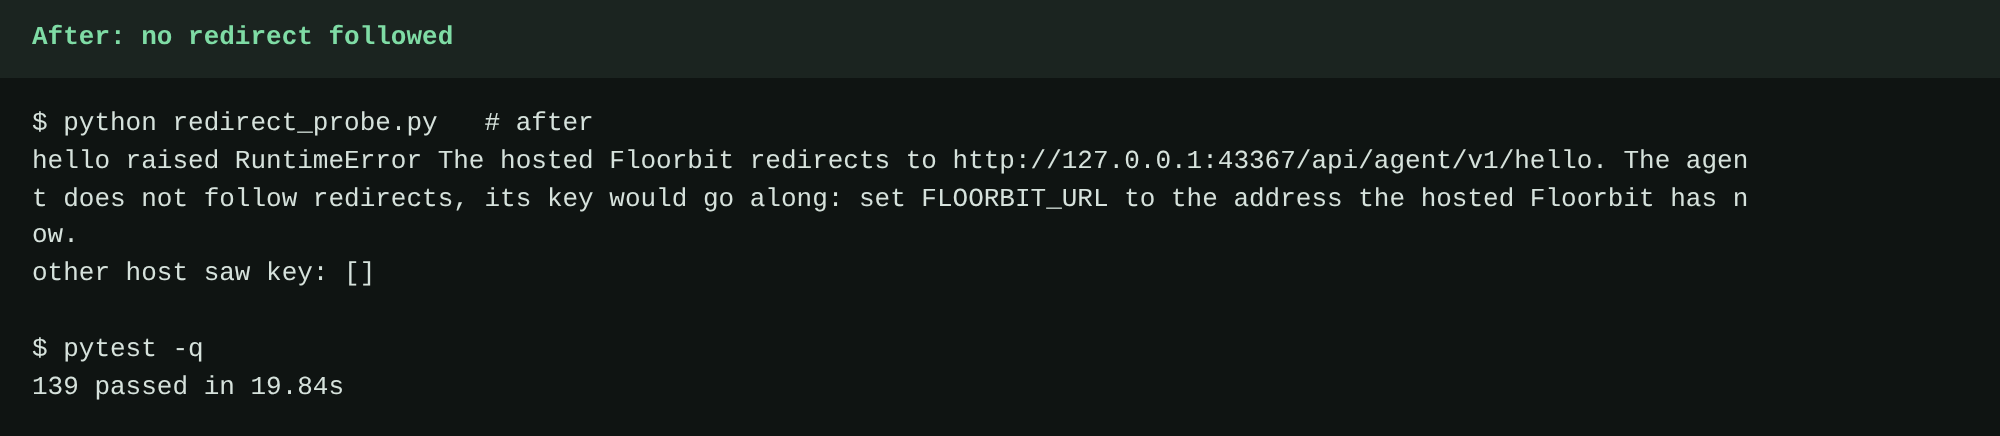 After: no redirect followed
$ python redirect_probe.py   # after
hello raised RuntimeError The hosted Floorbit redirects to http://127.0.0.1:43367/api/agent/v1/hello. The agen
t does not follow redirects, its key would go along: set FLOORBIT_URL to the address the hosted Floorbit has n
ow.
other host saw key: []
$ pytest -q
139 passed in 19.84s